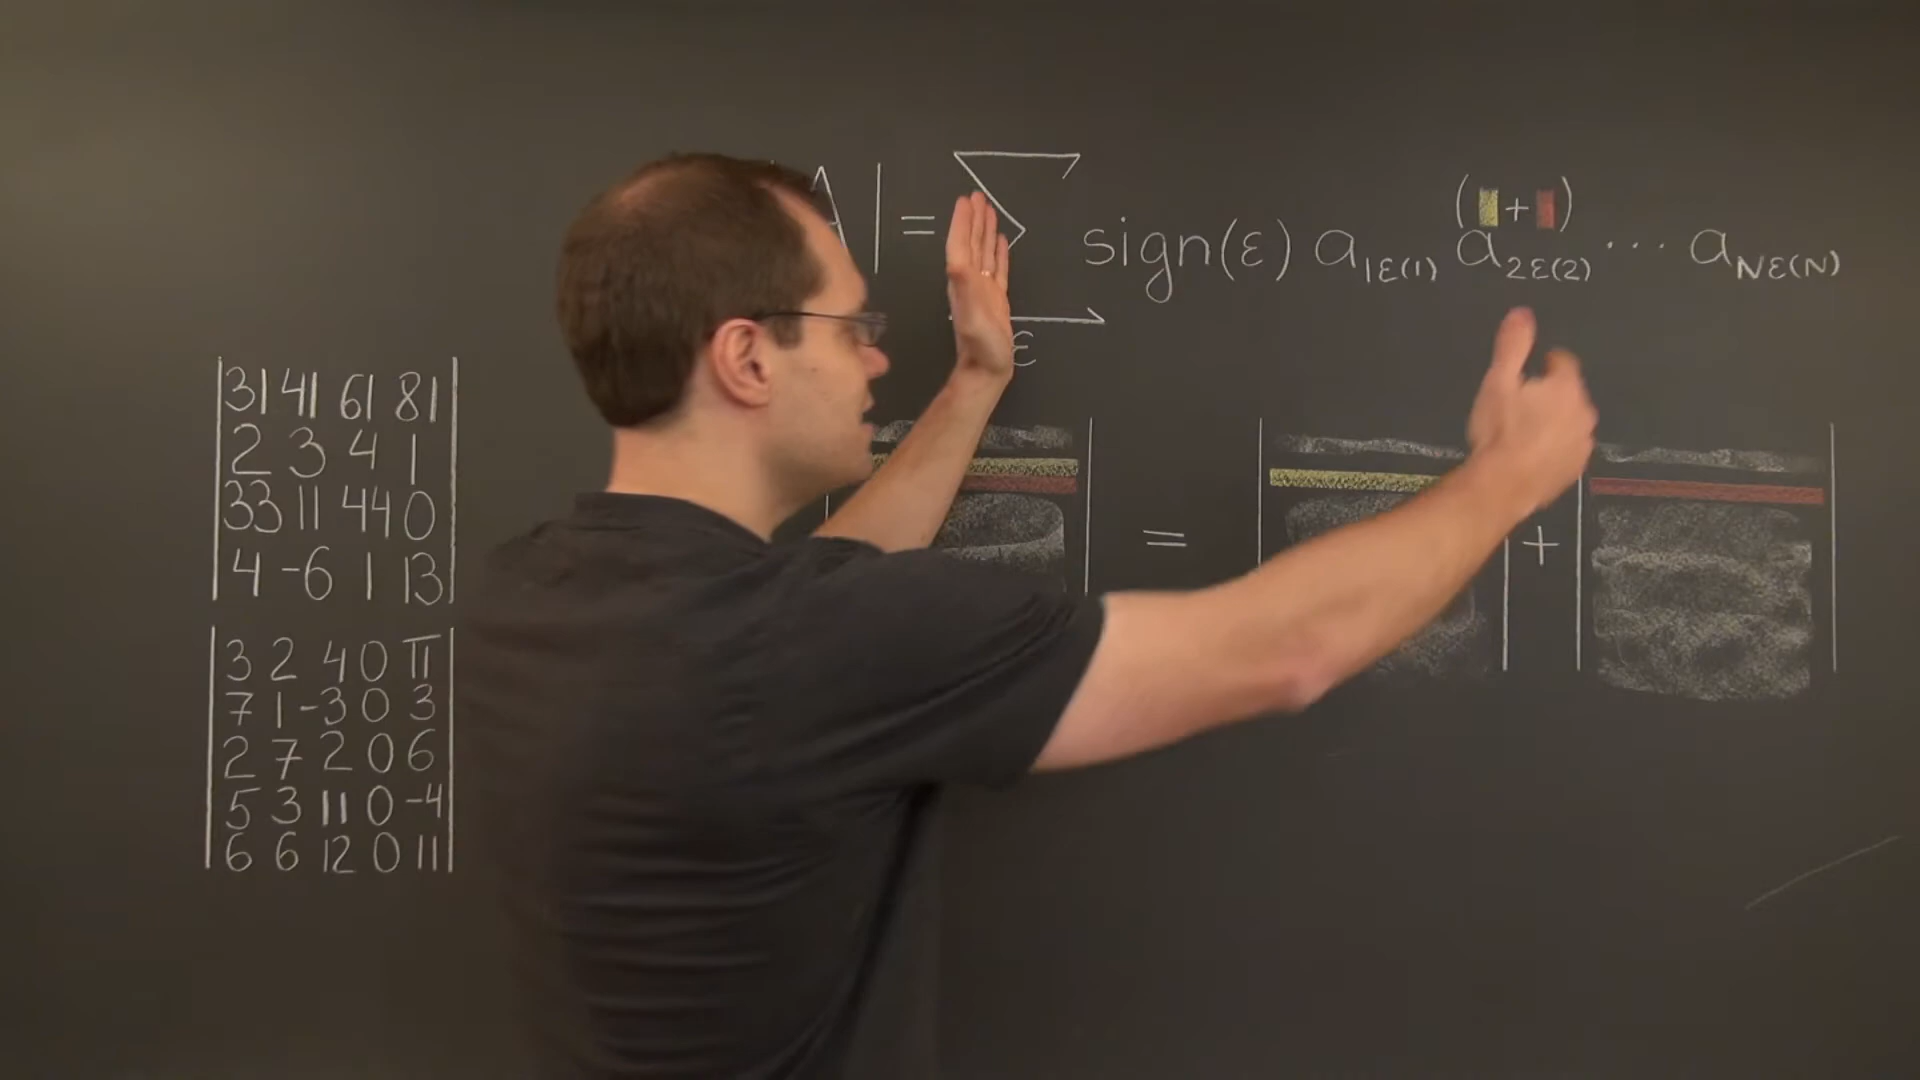 A| = ∑ sign(ε) a₁ε(1) a₂ε(2) ··· aNε(N)
( + )
ε
31 41 61 81
2 3 4 1
33 11 44 0
4 -6 1 13
= +
3 2 4 0 π
7 1 -3 0 3
2 7 2 0 6
5 3 11 0 -4
6 6 12 0 11